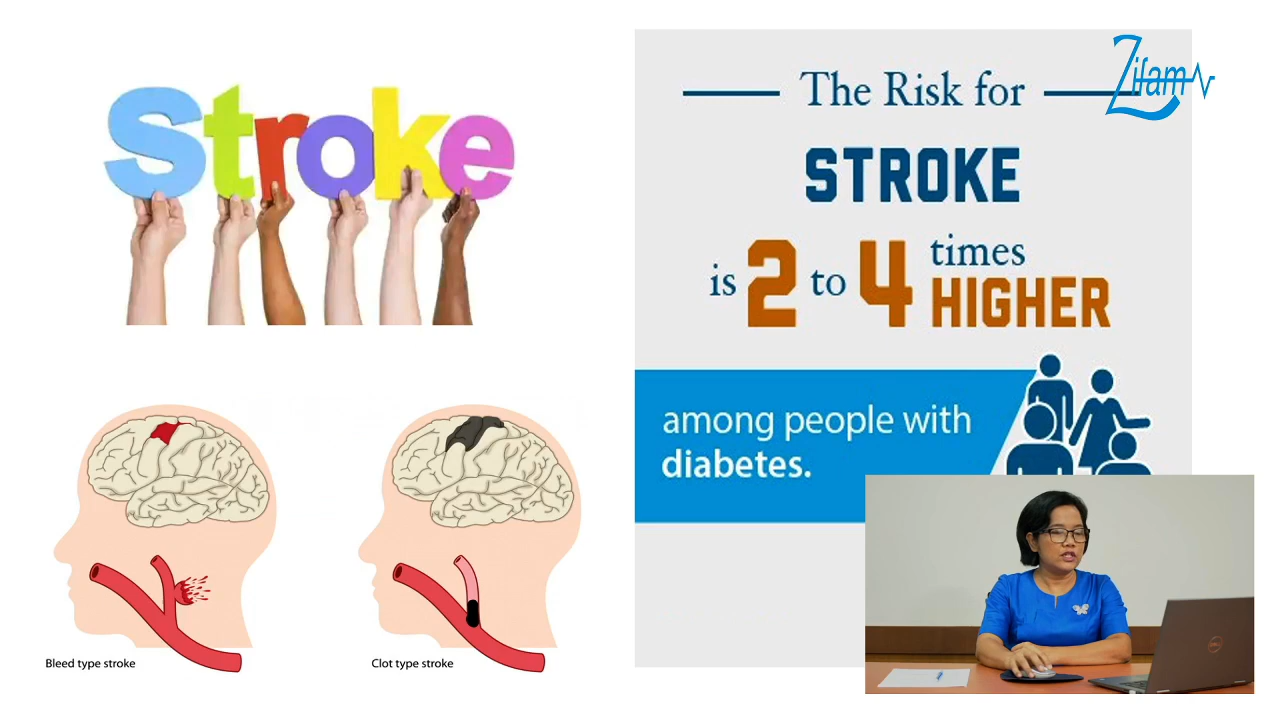 Stroke
Bleed type stroke
Clot type stroke
Zifam
The Risk for
STROKE
is 2 to 4 times
HIGHER
among people with
diabetes.